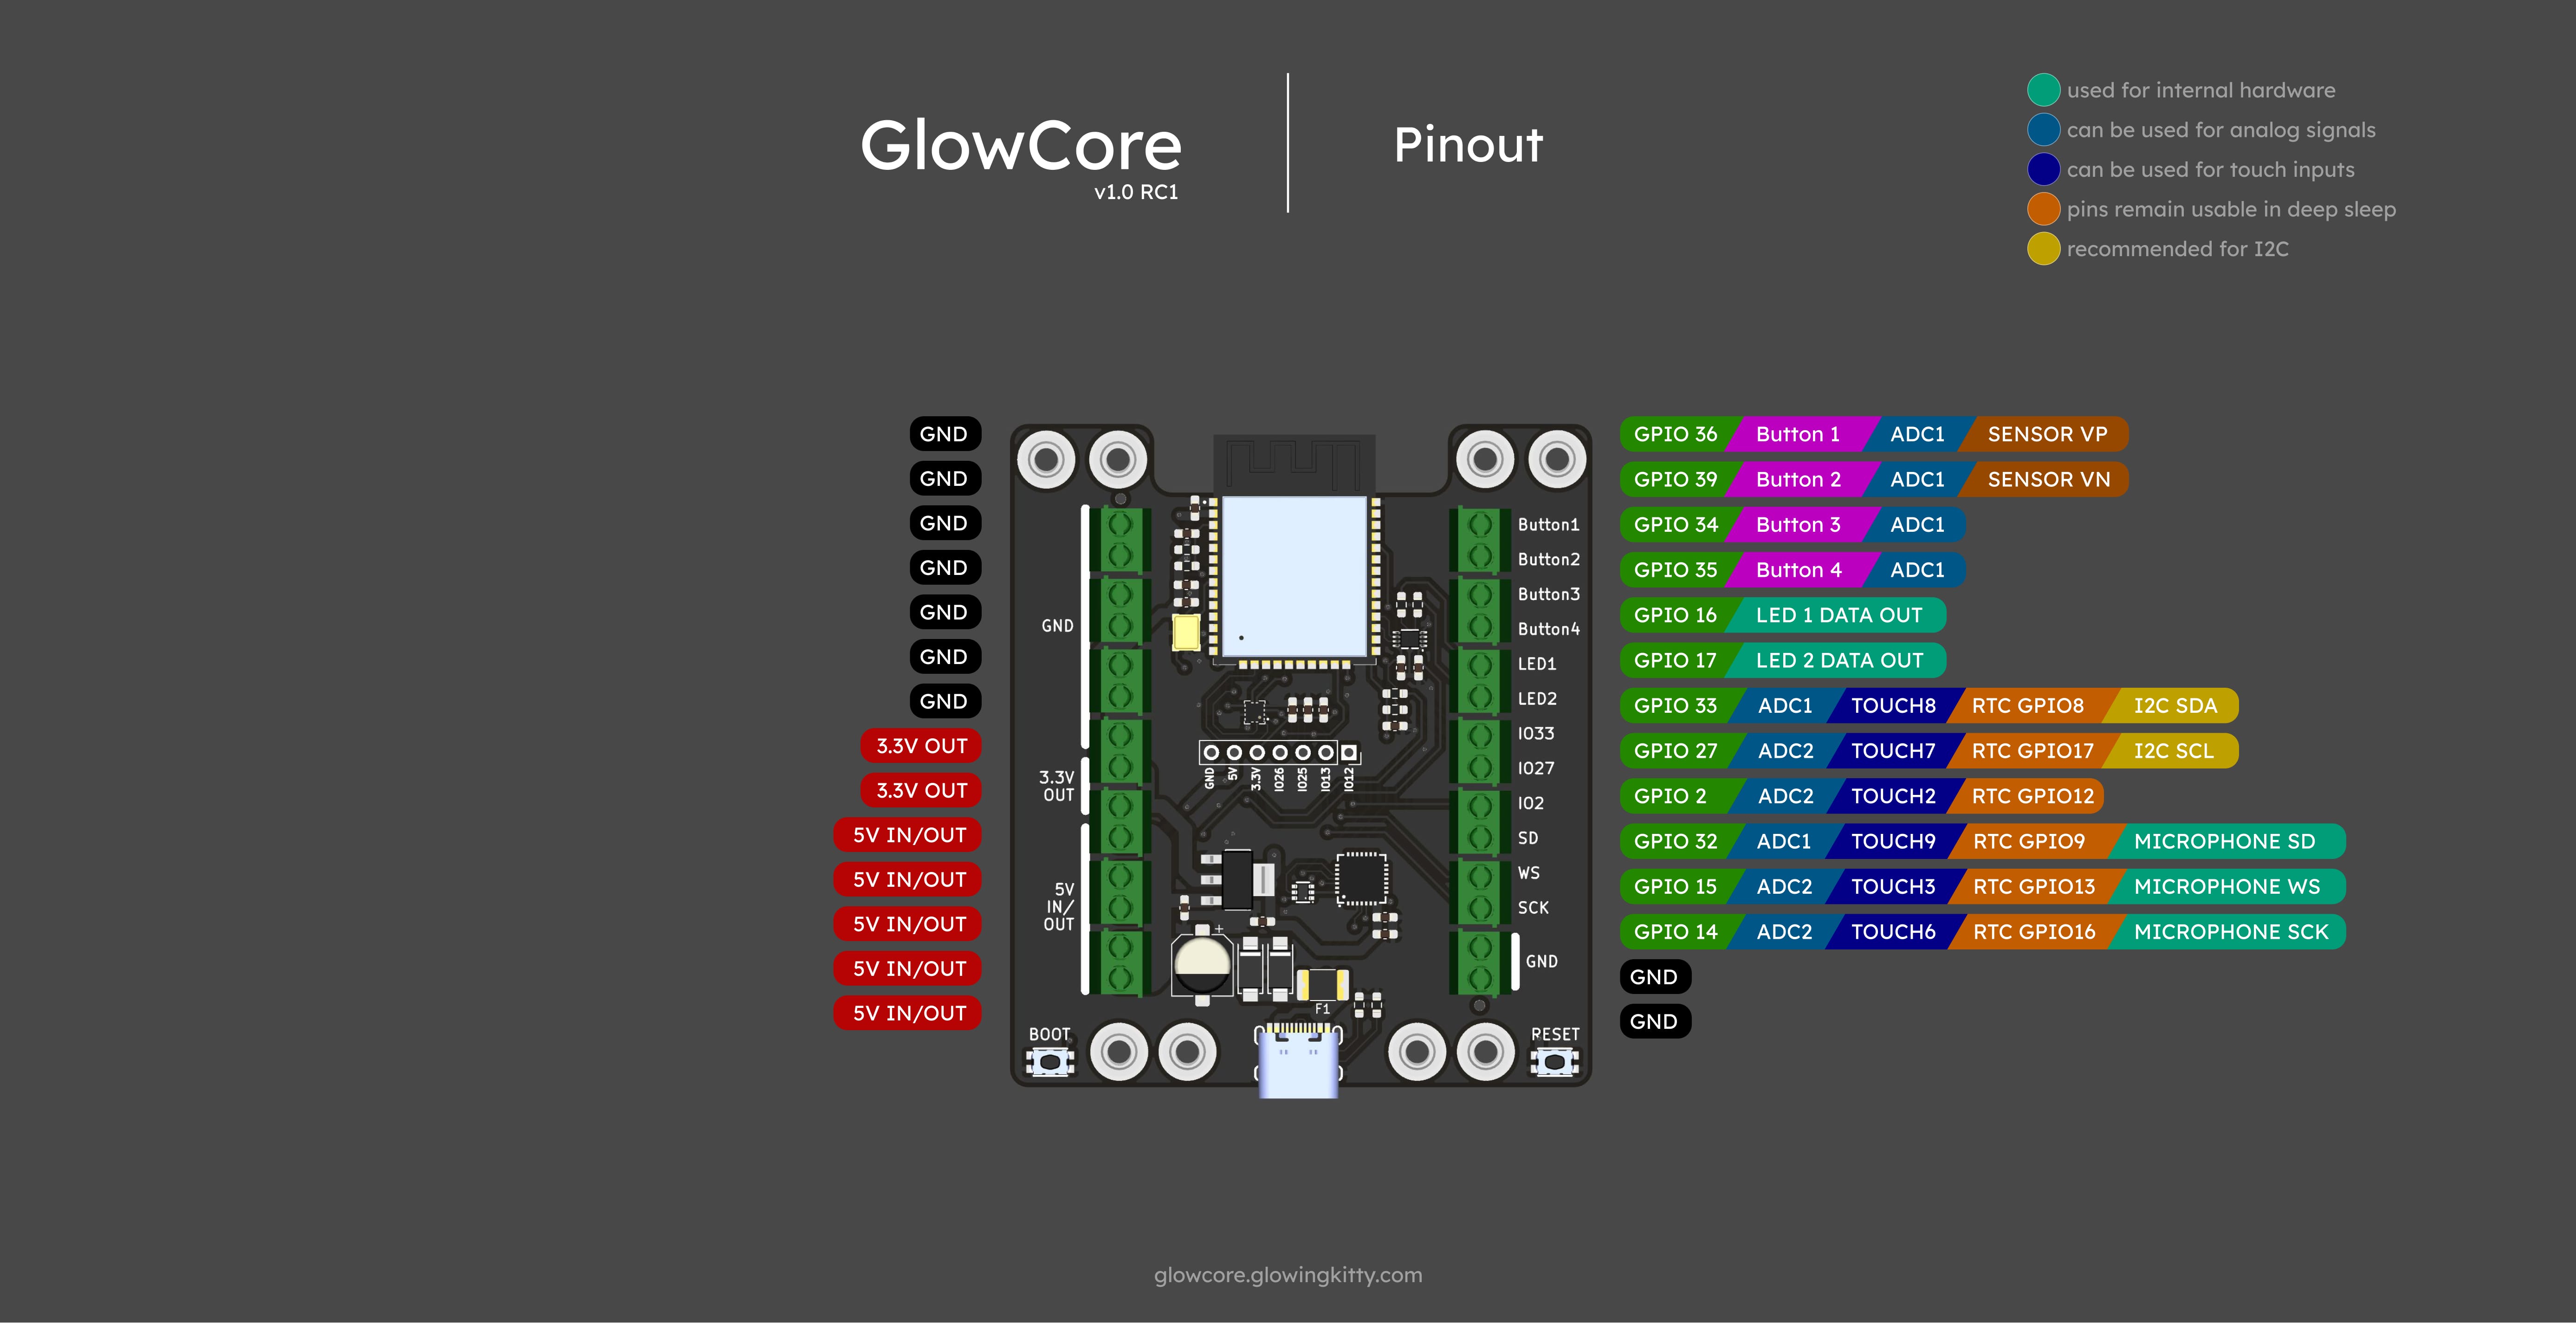 GlowCore
v1.0 RC1
Pinout
used for internal hardware
can be used for analog signals
can be used for touch inputs
pins remain usable in deep sleep
recommended for I2C
GND
GND
GND
GND
GND
GND
GND
3.3V OUT
3.3V OUT
5V IN/OUT
5V IN/OUT
5V IN/OUT
5V IN/OUT
5V IN/OUT
GND
3.3V
OUT
5V
IN/
OUT
BOOT
GND 5V 3.3V IO26 IO25 IO13 IO12
+
F1
Button1
Button2
Button3
Button4
LED1
LED2
IO33
IO27
IO2
SD
WS
SCK
GND
RESET
GPIO 36 Button 1 ADC1 SENSOR VP
GPIO 39 Button 2 ADC1 SENSOR VN
GPIO 34 Button 3 ADC1
GPIO 35 Button 4 ADC1
GPIO 16 LED 1 DATA OUT
GPIO 17 LED 2 DATA OUT
GPIO 33 ADC1 TOUCH8 RTC GPIO8 I2C SDA
GPIO 27 ADC2 TOUCH7 RTC GPIO17 I2C SCL
GPIO 2 ADC2 TOUCH2 RTC GPIO12
GPIO 32 ADC1 TOUCH9 RTC GPIO9 MICROPHONE SD
GPIO 15 ADC2 TOUCH3 RTC GPIO13 MICROPHONE WS
GPIO 14 ADC2 TOUCH6 RTC GPIO16 MICROPHONE SCK
GND
GND
glowcore.glowingkitty.com